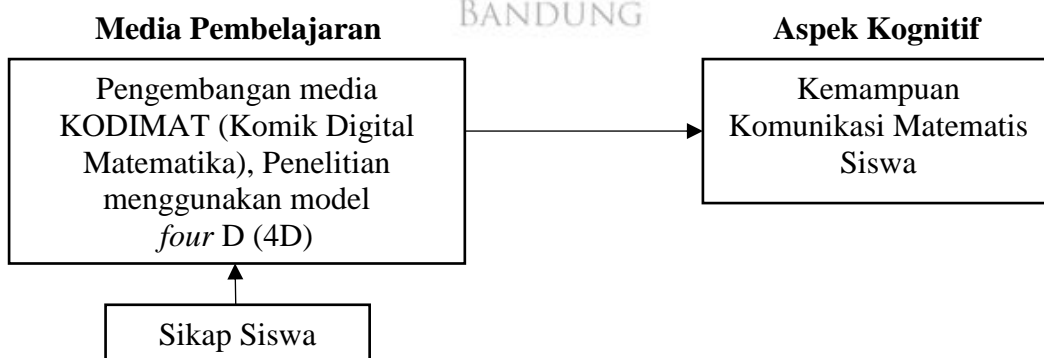 BANDUNG
Media Pembelajaran
Aspek Kognitif
Pengembangan media
KODIMAT (Komik Digital
Matematika), Penelitian
menggunakan model
four D (4D)
Kemampuan
Komunikasi Matematis
Siswa
Sikap Siswa